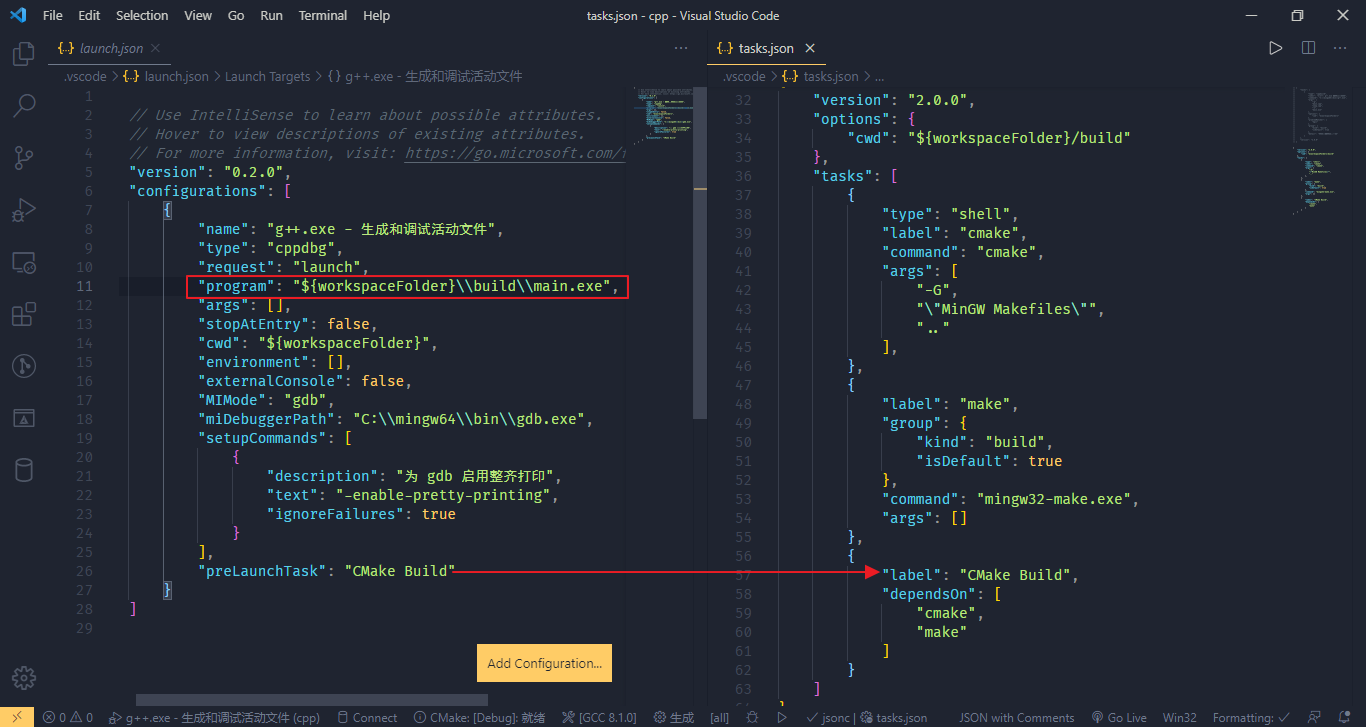 File Edit Selection View Go Run Terminal Help
tasks.json - cpp - Visual Studio Code
launch.json
.vscode > launch.json > Launch Targets > {} g++.exe - 生成和调试活动文件
1
2 // Use IntelliSense to learn about possible attributes.
3 // Hover to view descriptions of existing attributes.
4 // For more information, visit: https://go.microsoft.com/
5 "version": "0.2.0",
6 "configurations": [
7 {
8 "name": "g++.exe - 生成和调试活动文件",
9 "type": "cppdbg",
10 "request": "launch",
11 "program": "${workspaceFolder}\\build\\main.exe",
12 "args": [],
13 "stopAtEntry": false,
14 "cwd": "${workspaceFolder}",
15 "environment": [],
16 "externalConsole": false,
17 "MIMode": "gdb",
18 "miDebuggerPath": "C:\\mingw64\\bin\\gdb.exe",
19 "setupCommands": [
20 {
21 "description": "为 gdb 启用整齐打印",
22 "text": "-enable-pretty-printing",
23 "ignoreFailures": true
24 }
25 ],
26 "preLaunchTask": "CMake Build"
27 }
28 ]
29
Add Configuration...
tasks.json
.vscode > tasks.json > ...
32 "version": "2.0.0",
33 "options": {
34 "cwd": "${workspaceFolder}/build"
35 },
36 "tasks": [
37 {
38 "type": "shell",
39 "label": "cmake",
40 "command": "cmake",
41 "args": [
42 "-G",
43 "\"MinGW Makefiles\"",
44 ".."
45 ],
46 },
47 {
48 "label": "make",
49 "group": {
50 "kind": "build",
51 "isDefault": true
52 },
53 "command": "mingw32-make.exe",
54 "args": []
55 },
56 {
57 "label": "CMake Build",
58 "dependsOn": [
59 "cmake",
60 "make"
61 ]
62 }
63 ]
0 0 g++.exe - 生成和调试活动文件 (cpp) Connect CMake: [Debug]: 就绪 [GCC 8.1.0] 生成 [all] jsonc | tasks.json JSON with Comments Go Live Win32 Formatting: